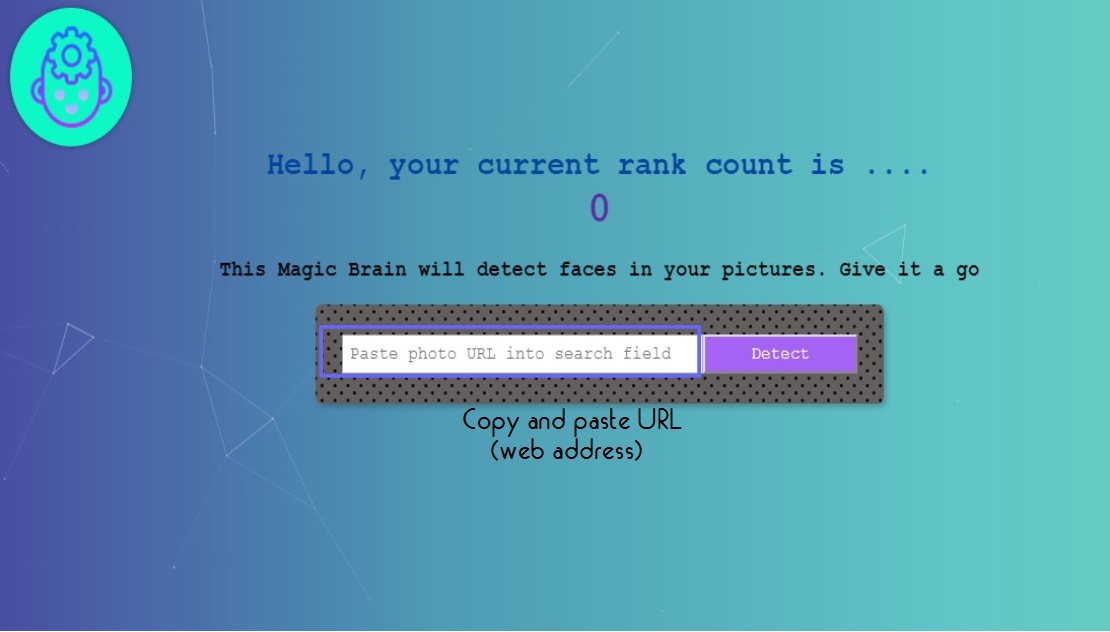 Hello, your current rank count is ....
0
This Magic Brain will detect faces in your pictures. Give it a go
Paste photo URL into search field
Detect
Copy and paste URL
(web address)